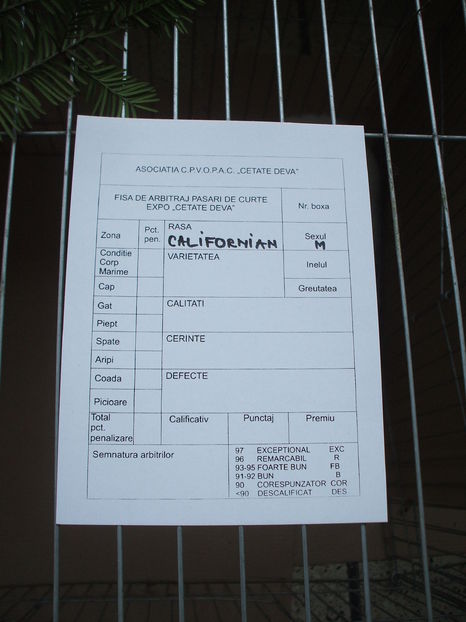 ASOCIATIA C.P.V.O.P.A.C. „CETATE DEVA”
FISA DE ARBITRAJ PASARI DE CURTE
EXPO „CETATE DEVA”
Nr. boxa
Zona
Pct.
pen.
RASA
CALIFORNIAN
Sexul
M
Conditie
Corp
Marime
VARIETATEA
Inelul
Cap
Greutatea
Gat
CALITATI
Piept
Spate
CERINTE
Aripi
Coada
DEFECTE
Picioare
Total
pct.
penalizare
Calificativ
Punctaj
Premiu
Semnatura arbitrilor
97 EXCEPTIONAL EXC
96 REMARCABIL R
93-95 FOARTE BUN FB
91-92 BUN B
90 CORESPUNZATOR COR
<90 DESCALIFICAT DES